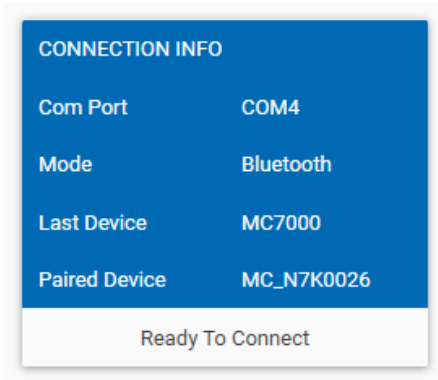 CONNECTION INFO
Com Port COM4
Mode Bluetooth
Last Device MC7000
Paired Device MC_N7K0026
Ready To Connect